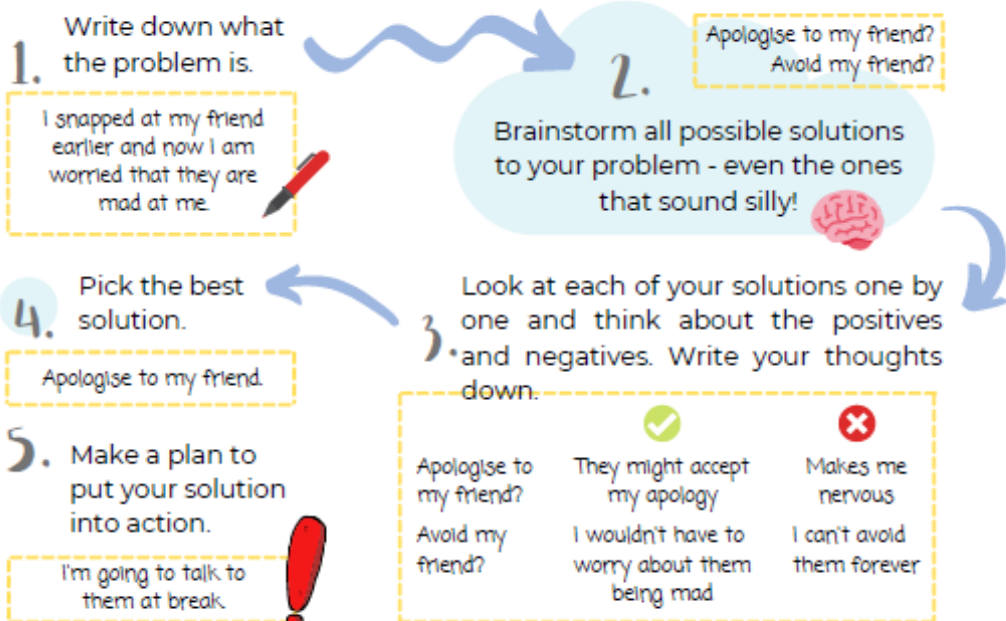 1.
Write down what
the problem is.
I snapped at my friend
earlier and now I am
worried that they are
mad at me.
2.
Apologise to my friend?
Avoid my friend?
Brainstorm all possible solutions
to your problem - even the ones
that sound silly!
3.
Look at each of your solutions one by
one and think about the positives
and negatives. Write your thoughts
down.
Apologise to
my friend?
They might accept
my apology
Makes me
nervous
Avoid my
friend?
I wouldn't have to
worry about them
being mad
I can't avoid
them forever
4.
Pick the best
solution.
Apologise to my friend.
5.
Make a plan to
put your solution
into action.
I'm going to talk to
them at break.